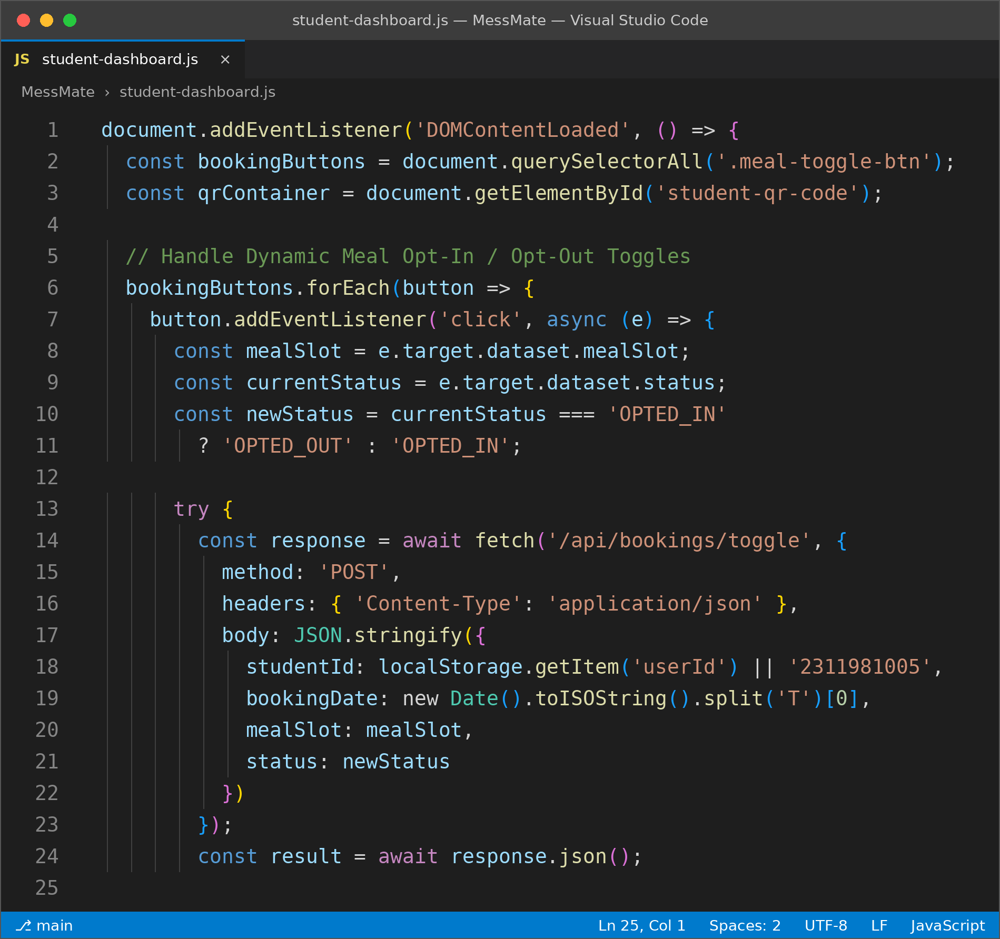 student-dashboard.js — MessMate — Visual Studio Code
JS student-dashboard.js ×
MessMate › student-dashboard.js
1 document.addEventListener('DOMContentLoaded', () => {
2   const bookingButtons = document.querySelectorAll('.meal-toggle-btn');
3   const qrContainer = document.getElementById('student-qr-code');
4
5   // Handle Dynamic Meal Opt-In / Opt-Out Toggles
6   bookingButtons.forEach(button => {
7     button.addEventListener('click', async (e) => {
8       const mealSlot = e.target.dataset.mealSlot;
9       const currentStatus = e.target.dataset.status;
10       const newStatus = currentStatus === 'OPTED_IN'
11         ? 'OPTED_OUT' : 'OPTED_IN';
12
13       try {
14         const response = await fetch('/api/bookings/toggle', {
15           method: 'POST',
16           headers: { 'Content-Type': 'application/json' },
17           body: JSON.stringify({
18             studentId: localStorage.getItem('userId') || '2311981005',
19             bookingDate: new Date().toISOString().split('T')[0],
20             mealSlot: mealSlot,
21             status: newStatus
22           })
23         });
24         const result = await response.json();
25
⎇ main Ln 25, Col 1 Spaces: 2 UTF-8 LF JavaScript